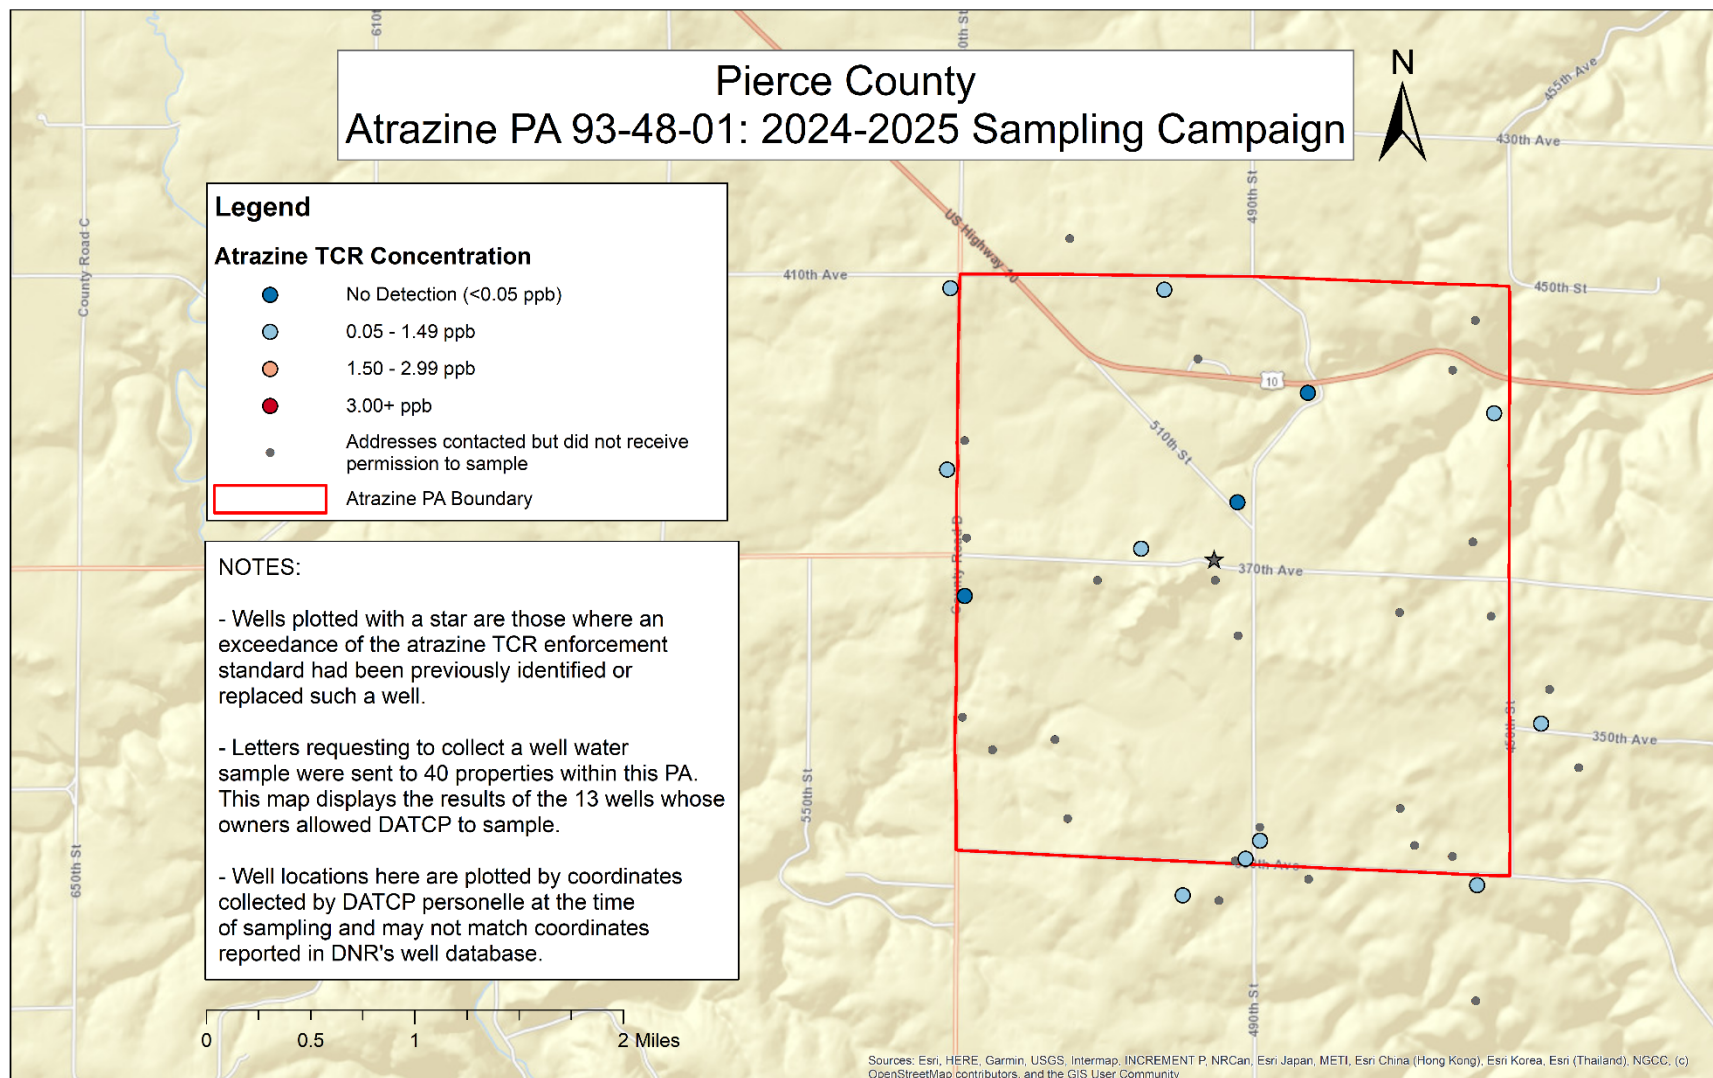 Pierce County
Atrazine PA 93-48-01: 2024-2025 Sampling Campaign
N
Legend
Atrazine TCR Concentration
No Detection (<0.05 ppb)
0.05 - 1.49 ppb
1.50 - 2.99 ppb
3.00+ ppb
Addresses contacted but did not receive
permission to sample
Atrazine PA Boundary
NOTES:
- Wells plotted with a star are those where an
exceedance of the atrazine TCR enforcement
standard had been previously identified or
replaced such a well.
- Letters requesting to collect a well water
sample were sent to 40 properties within this PA.
This map displays the results of the 13 wells whose
owners allowed DATCP to sample.
- Well locations here are plotted by coordinates
collected by DATCP personelle at the time
of sampling and may not match coordinates
reported in DNR's well database.
0 0.5 1 2 Miles
610th
0th St
455th Ave
430th Ave
490th St
County Road C
US Highway 10
410th Ave
450th St
10
510th St
County Road D
370th Ave
450th St
350th Ave
550th St
650th St
Ave
490th St
Sources: Esri, HERE, Garmin, USGS, Intermap, INCREMENT P, NRCan, Esri Japan, METI, Esri China (Hong Kong), Esri Korea, Esri (Thailand), NGCC, (c)
OpenStreetMap contributors, and the GIS User Community